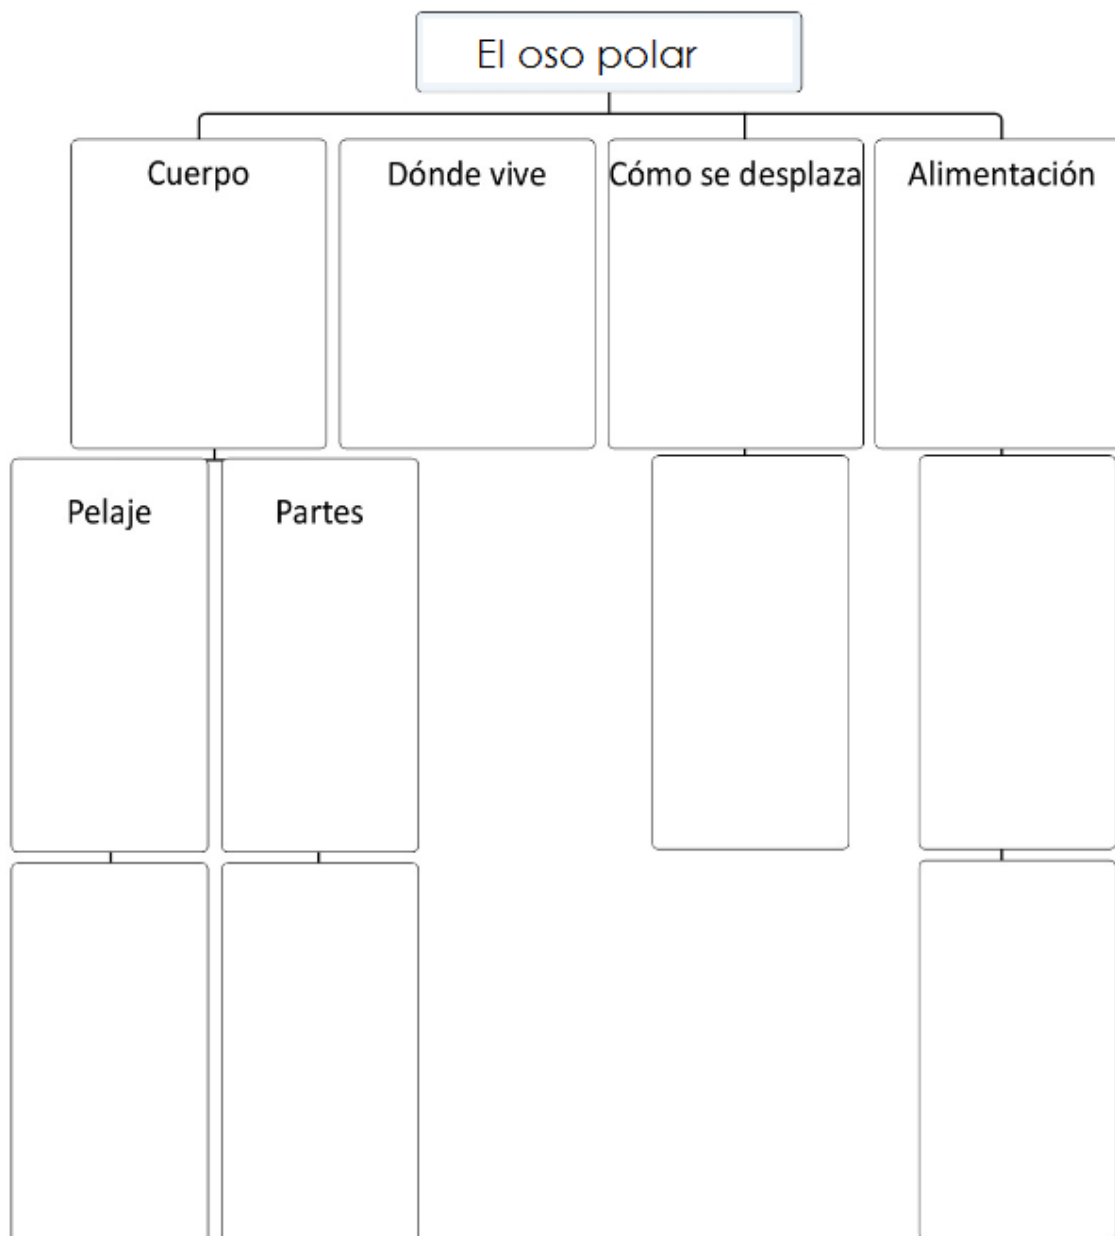 El oso polar
Cuerpo
Dónde vive
Cómo se desplaza
Alimentación
Pelaje
Partes